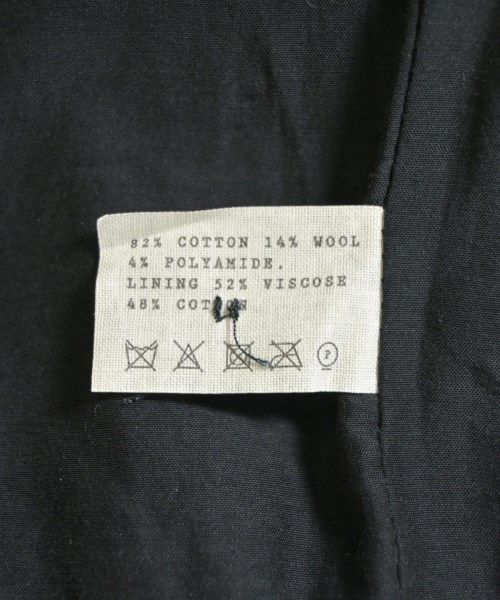 82% COTTON 14% WOOL
4% POLYAMIDE.
LINING 52% VISCOSE
48% COTTON